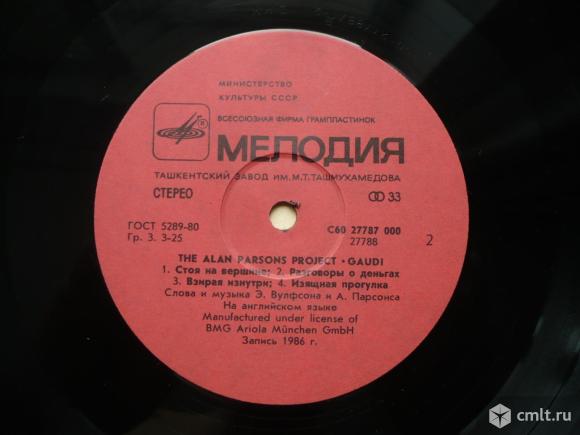 МИНИСТЕРСТВО
КУЛЬТУРЫ СССР
ВСЕСОЮЗНАЯ ФИРМА ГРАМПЛАСТИНОК
МЕЛОДИЯ
ТАШКЕНТСКИЙ ЗАВОД ИМ. М.Т. ТАШМУХАМЕДОВА
СТЕРЕО
33
ГОСТ 5289-80
Гр. 3. 3-25
С60 27787 000
27788
2
THE ALAN PARSONS PROJECT · GAUDI
1. Стоя на вершине; 2. Разговоры о деньгах
3. Взирая изнутри; 4. Изящная прогулка
Слова и музыка Э. Вулфсона и А. Парсонса
На английском языке
Manufactured under license of
BMG Ariola München GmbH
Запись 1986 г.
cmlt.ru